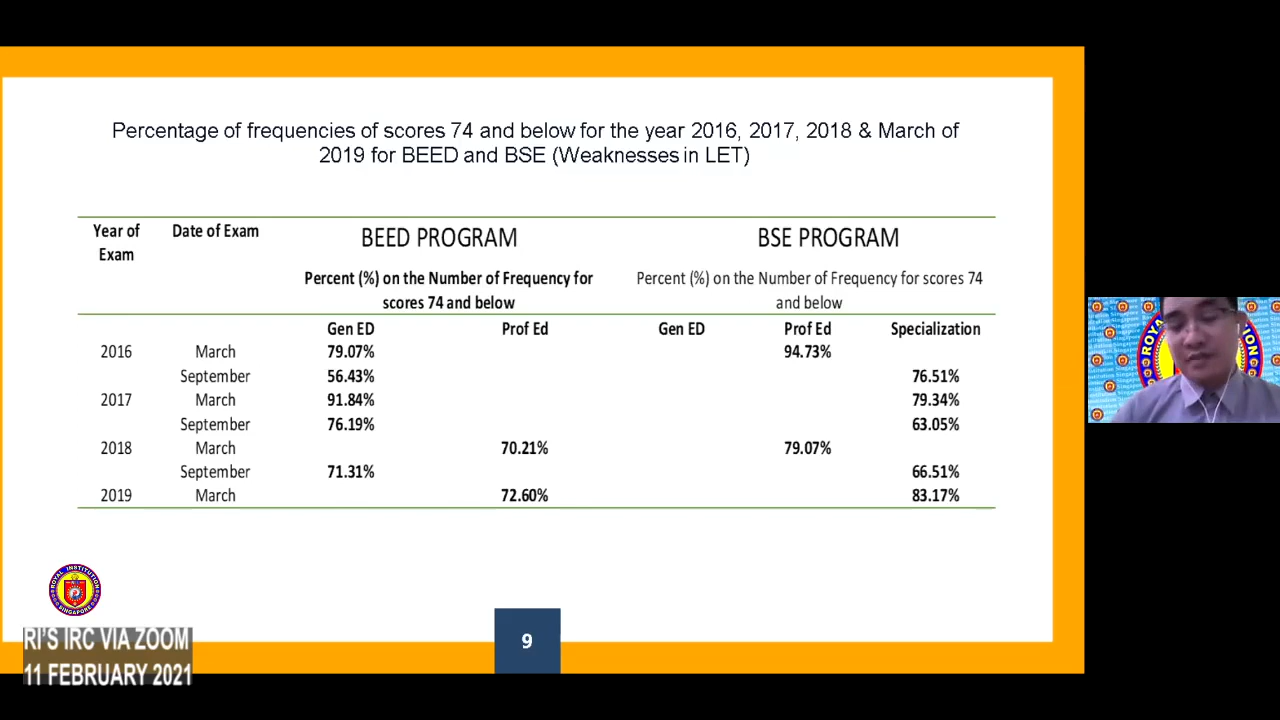 Percentage of frequencies of scores 74 and below for the year 2016, 2017, 2018 & March of
2019 for BEED and BSE (Weaknesses in LET)
Year of Exam Date of Exam BEED PROGRAM BSE PROGRAM
Percent (%) on the Number of Frequency for Percent (%) on the Number of Frequency for scores 74
scores 74 and below and below
Gen ED Prof Ed Gen ED Prof Ed Specialization
2016 March 79.07% 94.73%
September 56.43% 76.51%
2017 March 91.84% 79.34%
September 76.19% 63.05%
2018 March 70.21% 79.07%
September 71.31% 66.51%
2019 March 72.60% 83.17%
ROYAL INSTITUTION
SINGAPORE
RI'S IRC VIA ZOOM
11 FEBRUARY 2021
9